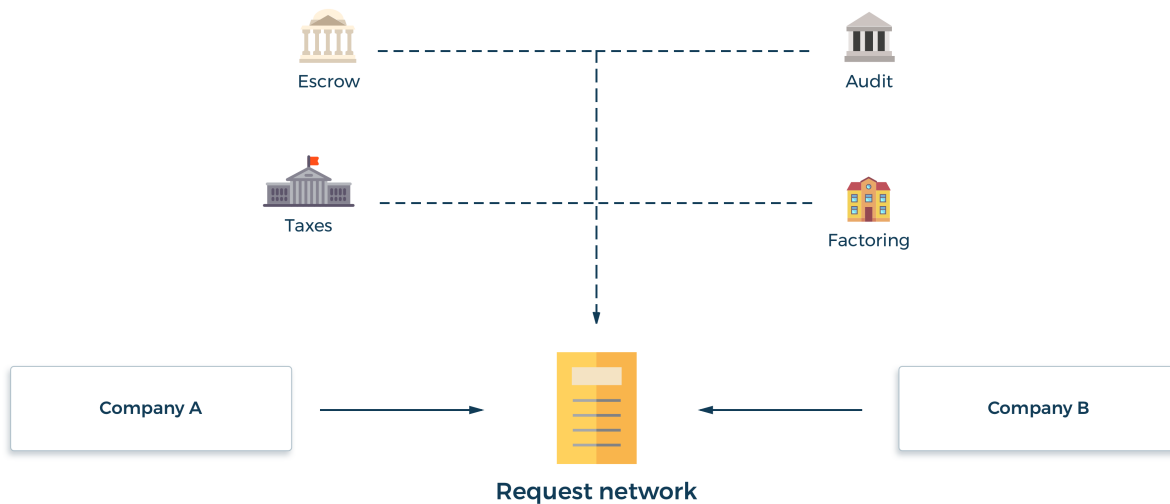 Escrow
Audit
Taxes
Factoring
Company A
Company B
Request network